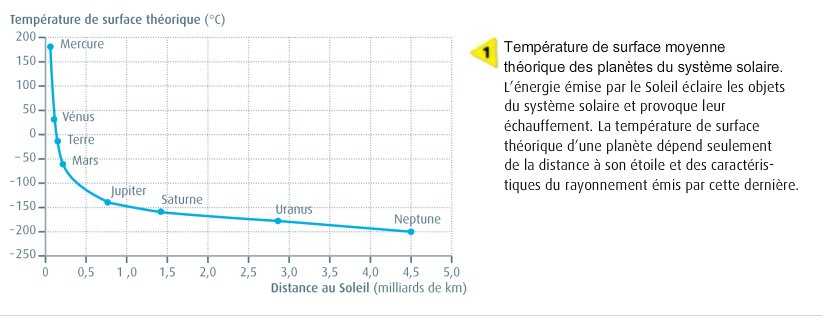 Température de surface théorique (°C)
200
150
100
50
0
-50
-100
-150
-200
-250
Mercure
Vénus
Terre
Mars
Jupiter
Saturne
Uranus
Neptune
0 0,5 1 ,0 1,5 2,0 2,5 3,0 3,5 4,0 4,5 5,0
Distance au Soleil (milliards de km)
1
Température de surface moyenne
théorique des planètes du système solaire.
L’énergie émise par le Soleil éclaire les objets
du système solaire et provoque leur
échauffement. La température de surface
théorique d’une planète dépend seulement
de la distance à son étoile et des caractéris-
tiques du rayonnement émis par cette dernière.